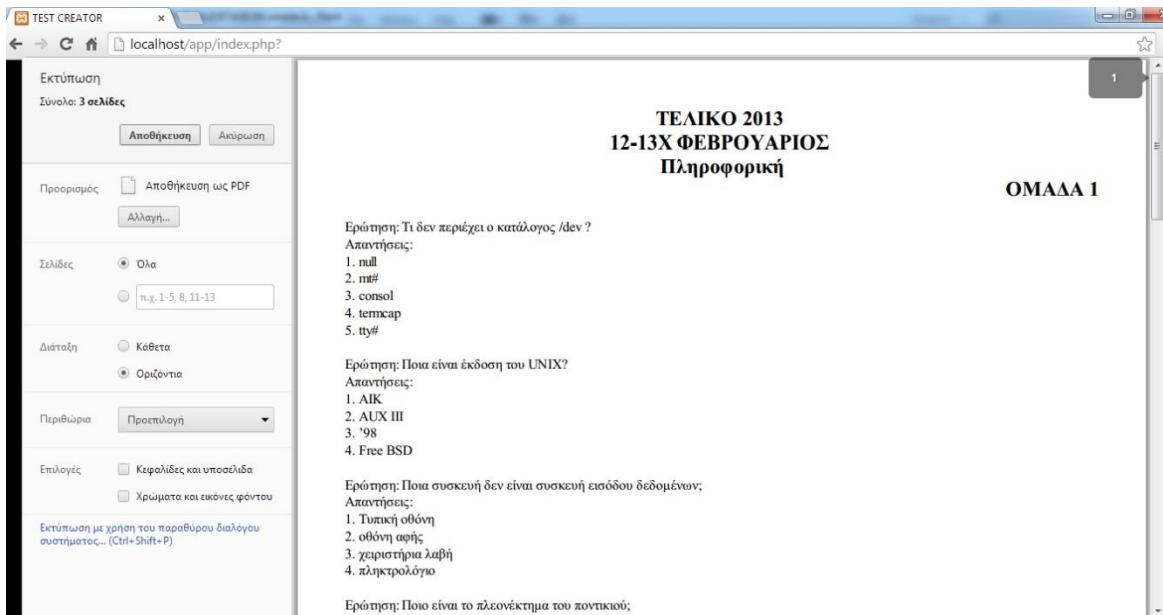 TEST CREATOR
localhost/app/index.php?
Εκτύπωση
Σύνολο: 3 σελίδες
Αποθήκευση Ακύρωση
Προορισμός Αποθήκευση ως PDF
Αλλαγή...
Σελίδες Όλα
π.χ. 1-5, 8, 11-13
Διάταξη Κάθετα
Οριζόντια
Περιθώρια Προεπιλογή
Επιλογές Κεφαλίδες και υποσέλιδα
Χρώματα και εικόνες φόντου
Εκτύπωση με χρήση του παραθύρου διαλόγου
συστήματος... (Ctrl+Shift+P)
1
ΤΕΛΙΚΟ 2013
12-13Χ ΦΕΒΡΟΥΑΡΙΟΣ
Πληροφορική
ΟΜΑΔΑ 1
Ερώτηση: Τι δεν περιέχει ο κατάλογος /dev ?
Απαντήσεις:
1. null
2. mt#
3. consol
4. termcap
5. tty#
Ερώτηση: Ποια είναι έκδοση του UNIX?
Απαντήσεις:
1. AIK
2. AUX III
3. ’98
4. Free BSD
Ερώτηση: Ποια συσκευή δεν είναι συσκευή εισόδου δεδομένων;
Απαντήσεις:
1. Τυπική οθόνη
2. οθόνη αφής
3. χειριστήρια λαβή
4. πληκτρολόγιο
Ερώτηση: Ποιο είναι το πλεονέκτημα του ποντικιού;